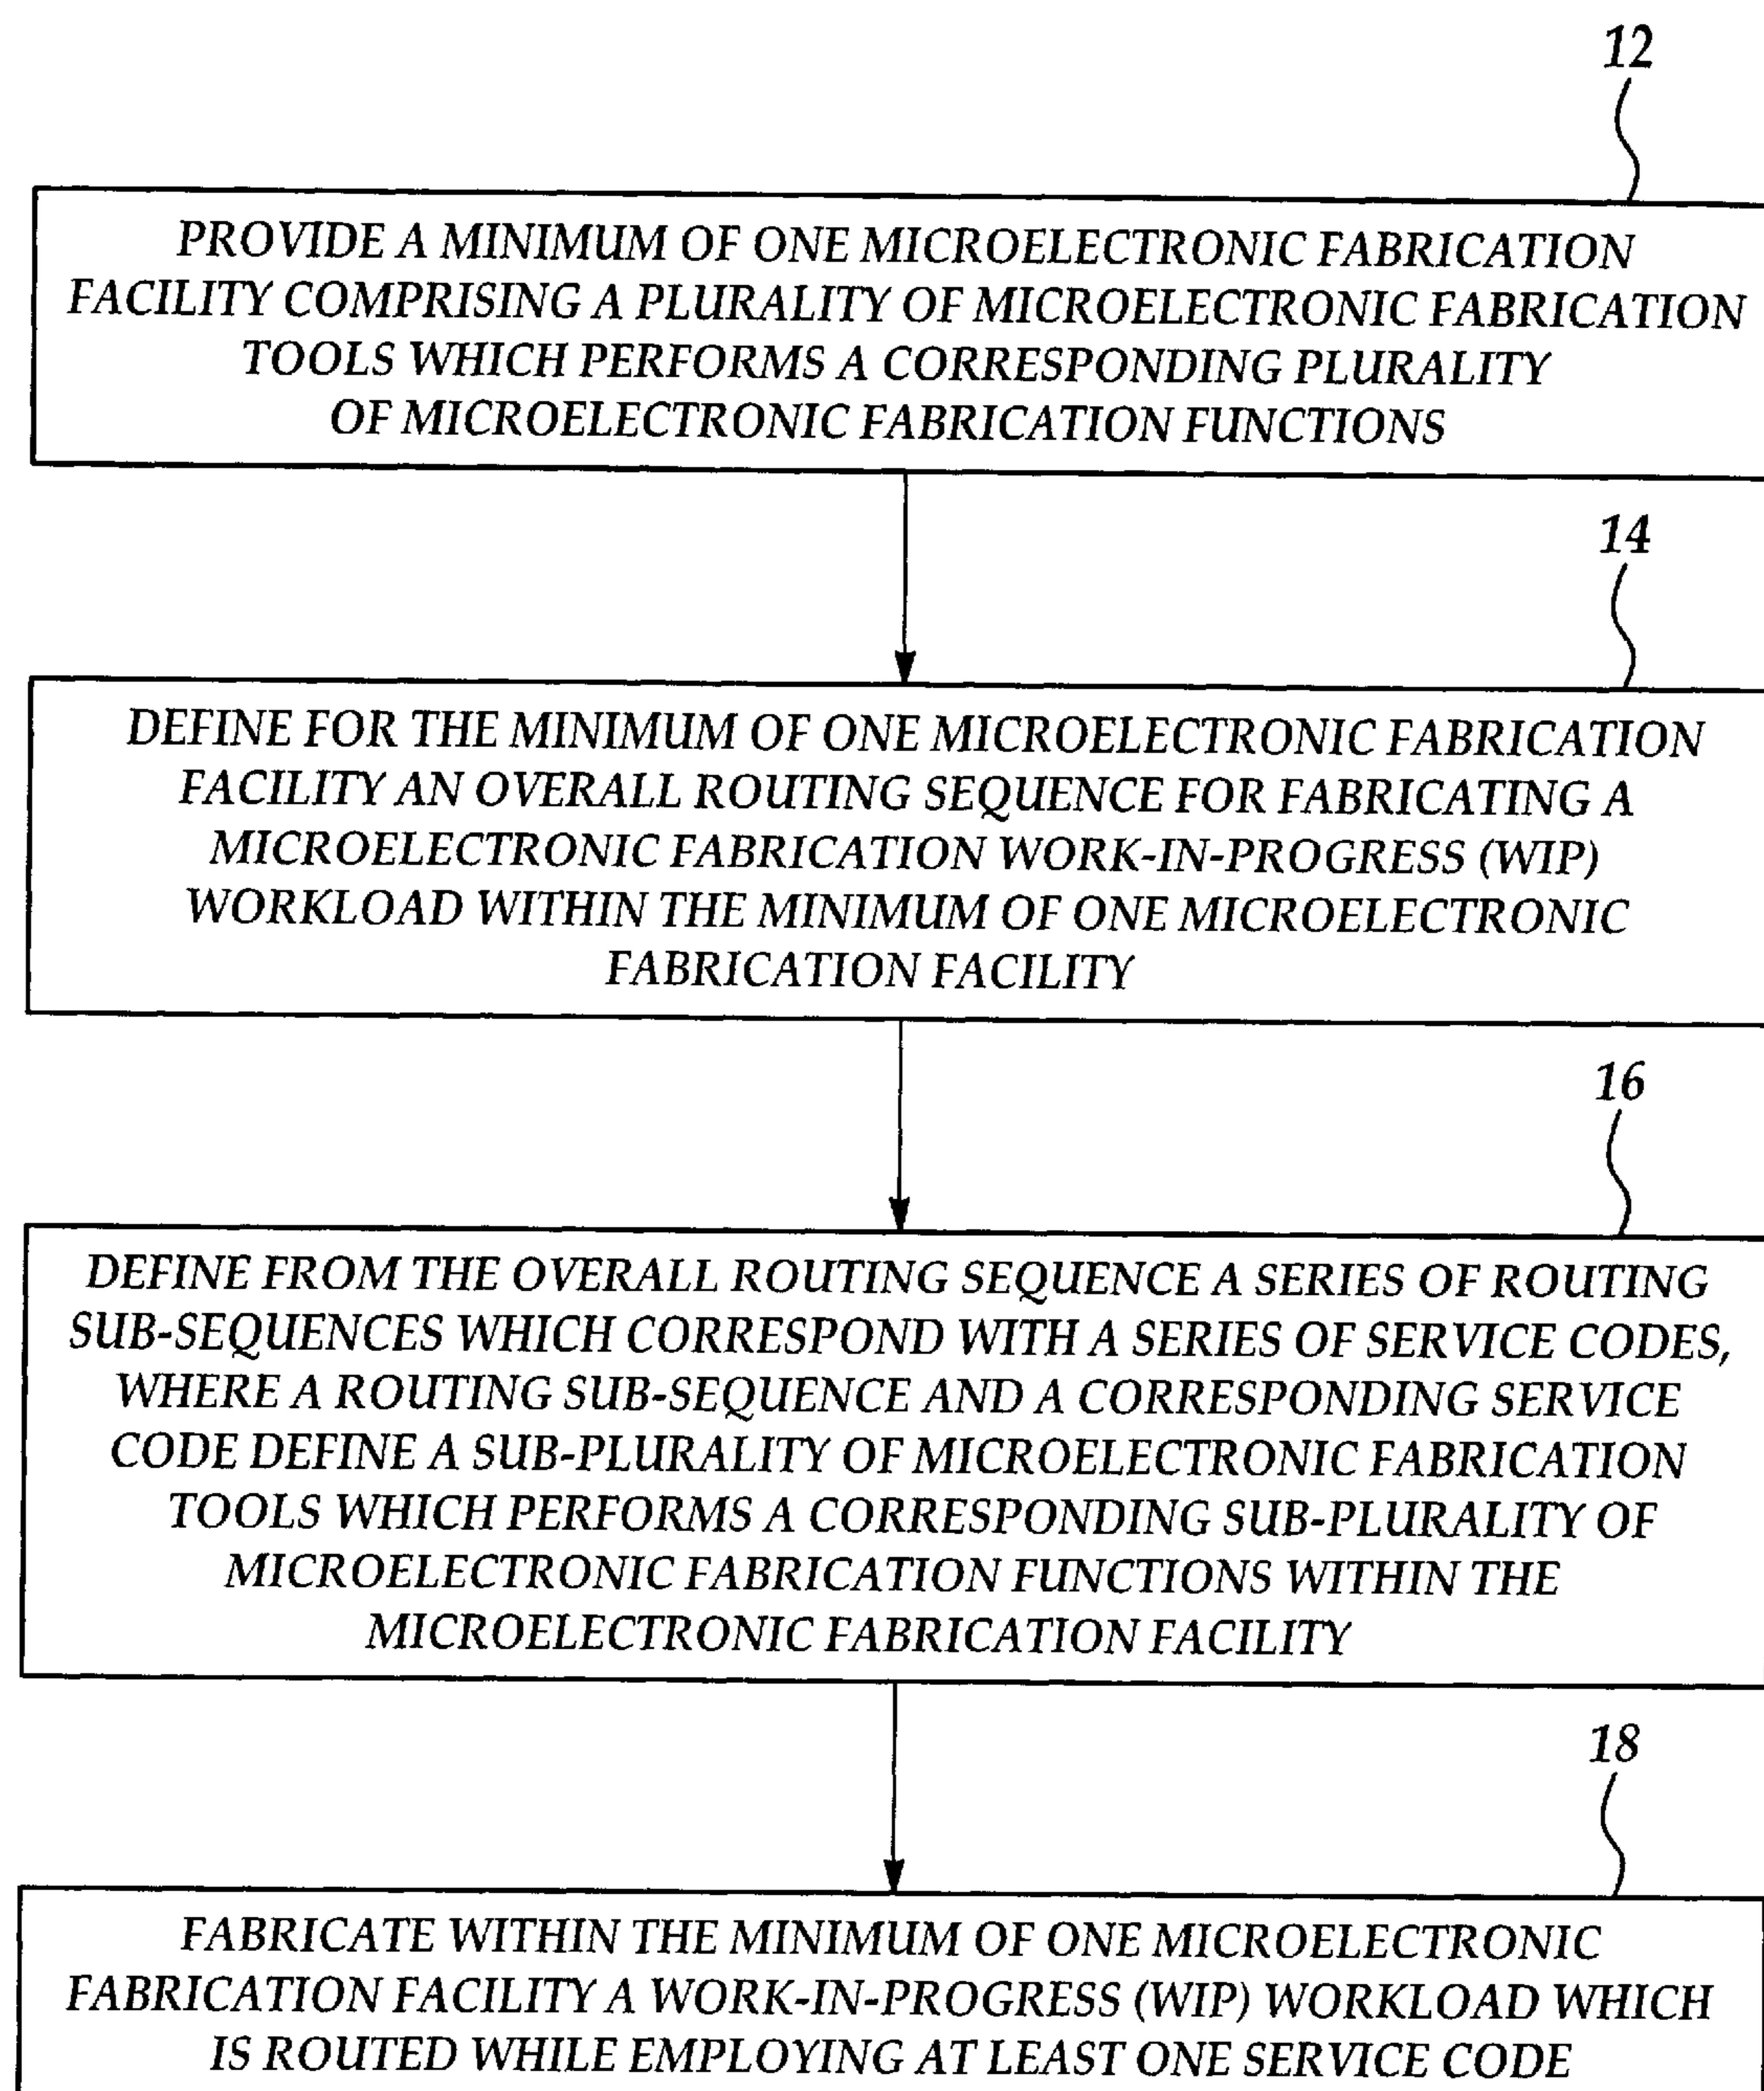 12
PROVIDE A MINIMUM OF ONE MICROELECTRONIC FABRICATION
FACILITY COMPRISING A PLURALITY OF MICROELECTRONIC FABRICATION
TOOLS WHICH PERFORMS A CORRESPONDING PLURALITY
OF MICROELECTRONIC FABRICATION FUNCTIONS
14
DEFINE FOR THE MINIMUM OF ONE MICROELECTRONIC FABRICATION
FACILITY AN OVERALL ROUTING SEQUENCE FOR FABRICATING A
MICROELECTRONIC FABRICATION WORK-IN-PROGRESS (WIP)
WORKLOAD WITHIN THE MINIMUM OF ONE MICROELECTRONIC
FABRICATION FACILITY
16
DEFINE FROM THE OVERALL ROUTING SEQUENCE A SERIES OF ROUTING
SUB-SEQUENCES WHICH CORRESPOND WITH A SERIES OF SERVICE CODES,
WHERE A ROUTING SUB-SEQUENCE AND A CORRESPONDING SERVICE
CODE DEFINE A SUB-PLURALITY OF MICROELECTRONIC FABRICATION
TOOLS WHICH PERFORMS A CORRESPONDING SUB-PLURALITY OF
MICROELECTRONIC FABRICATION FUNCTIONS WITHIN THE
MICROELECTRONIC FABRICATION FACILITY
18
FABRICATE WITHIN THE MINIMUM OF ONE MICROELECTRONIC
FABRICATION FACILITY A WORK-IN-PROGRESS (WIP) WORKLOAD WHICH
IS ROUTED WHILE EMPLOYING AT LEAST ONE SERVICE CODE